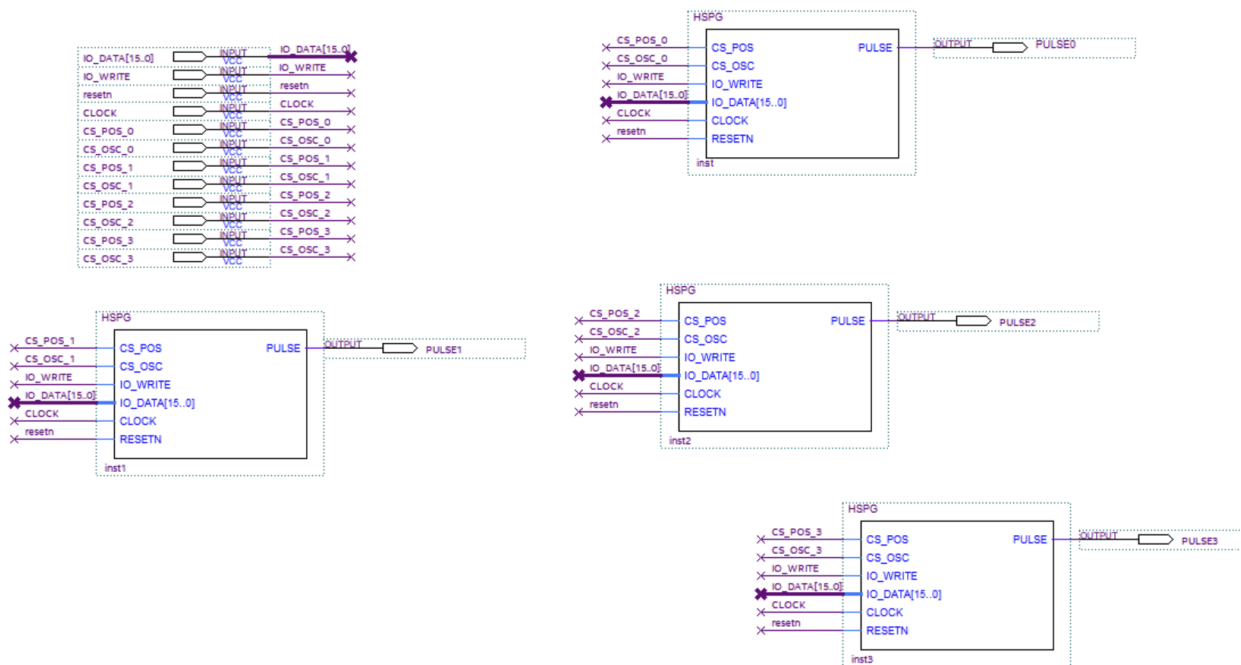 IO_DATA[15..0] INPUT VCC IO_DATA[15..0]
IO_WRITE INPUT VCC IO_WRITE
resetn INPUT VCC resetn
CLOCK INPUT VCC CLOCK
CS_POS_0 INPUT VCC CS_POS_0
CS_OSC_0 INPUT VCC CS_OSC_0
CS_POS_1 INPUT VCC CS_POS_1
CS_OSC_1 INPUT VCC CS_OSC_1
CS_POS_2 INPUT VCC CS_POS_2
CS_OSC_2 INPUT VCC CS_OSC_2
CS_POS_3 INPUT VCC CS_POS_3
CS_OSC_3 INPUT VCC CS_OSC_3
HSPG
CS_POS_0 CS_POS PULSE OUTPUT PULSE0
CS_OSC_0 CS_OSC
IO_WRITE IO_WRITE
IO_DATA[15..0] IO_DATA[15..0]
CLOCK CLOCK
resetn RESETN
inst
HSPG
CS_POS_1 CS_POS PULSE OUTPUT PULSE1
CS_OSC_1 CS_OSC
IO_WRITE IO_WRITE
IO_DATA[15..0] IO_DATA[15..0]
CLOCK CLOCK
resetn RESETN
inst1
HSPG
CS_POS_2 CS_POS PULSE OUTPUT PULSE2
CS_OSC_2 CS_OSC
IO_WRITE IO_WRITE
IO_DATA[15..0] IO_DATA[15..0]
CLOCK CLOCK
resetn RESETN
inst2
HSPG
CS_POS_3 CS_POS PULSE OUTPUT PULSE3
CS_OSC_3 CS_OSC
IO_WRITE IO_WRITE
IO_DATA[15..0] IO_DATA[15..0]
CLOCK CLOCK
resetn RESETN
inst3